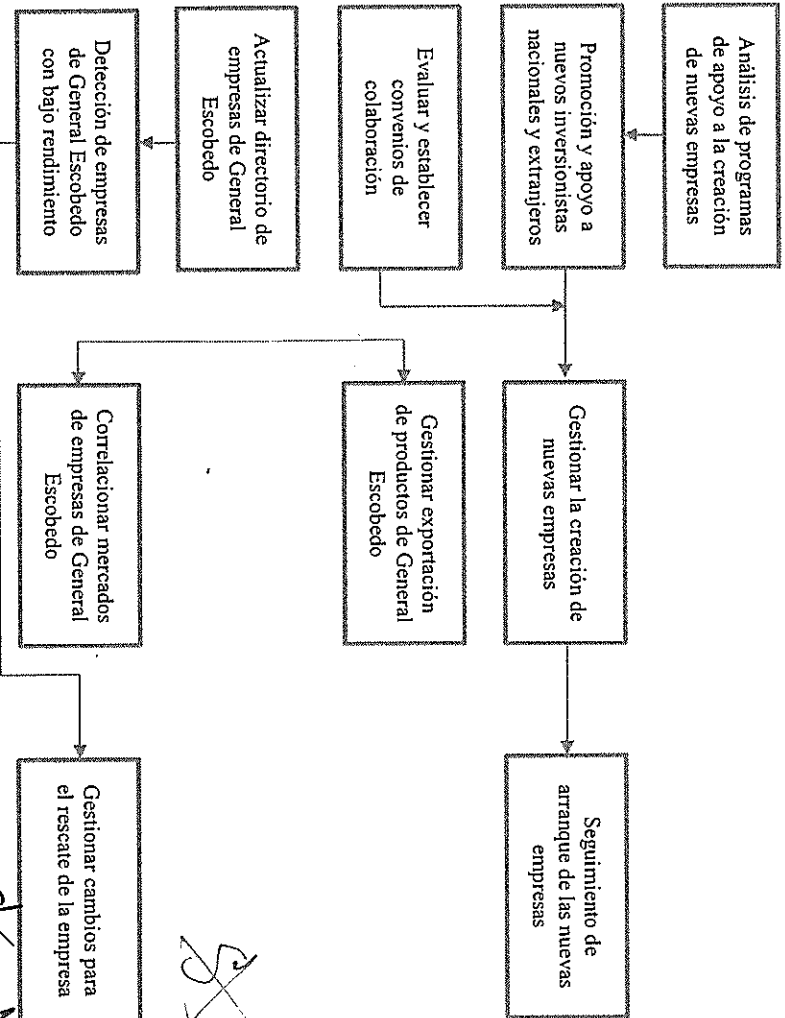 Análisis de programas
de apoyo a la creación
de nuevas empresas
Promoción y apoyo a
nuevos inversionistas
nacionales y extranjeros
Evaluar y establecer
convenios de
colaboración
Actualizar directorio de
empresas de General
Escobedo
Detección de empresas
de General Escobedo
con bajo rendimiento
Gestionar la creación de
nuevas empresas
Gestionar exportación
de productos de General
Escobedo
Correlacionar mercados
de empresas de General
Escobedo
Seguimiento de
arranque de las nuevas
empresas
Gestionar cambios para
el rescate de la empresa